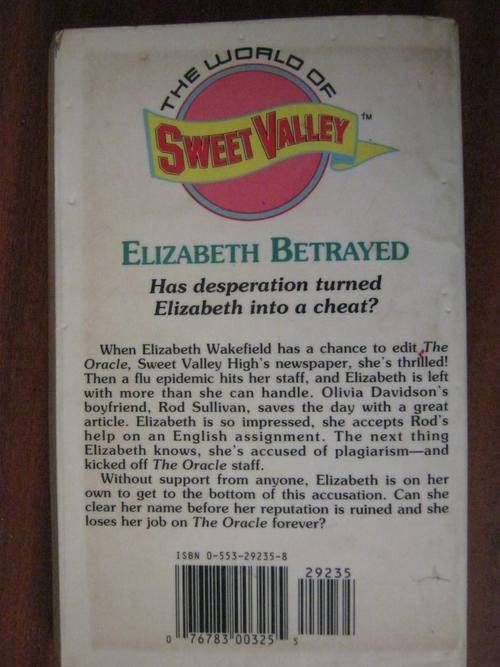 THE WORLD OF
SWEET VALLEY
™
ELIZABETH BETRAYED
Has desperation turned
Elizabeth into a cheat?
When Elizabeth Wakefield has a chance to edit The
Oracle, Sweet Valley High's newspaper, she's thrilled!
Then a flu epidemic hits her staff, and Elizabeth is left
with more than she can handle. Olivia Davidson's
boyfriend, Rod Sullivan, saves the day with a great
article. Elizabeth is so impressed, she accepts Rod's
help on an English assignment. The next thing
Elizabeth knows, she's accused of plagiarism—and
kicked off The Oracle staff.
Without support from anyone, Elizabeth is on her
own to get to the bottom of this accusation. Can she
clear her name before her reputation is ruined and she
loses her job on The Oracle forever?
ISBN 0-553-29235-8
29235
0 76783 00325 5